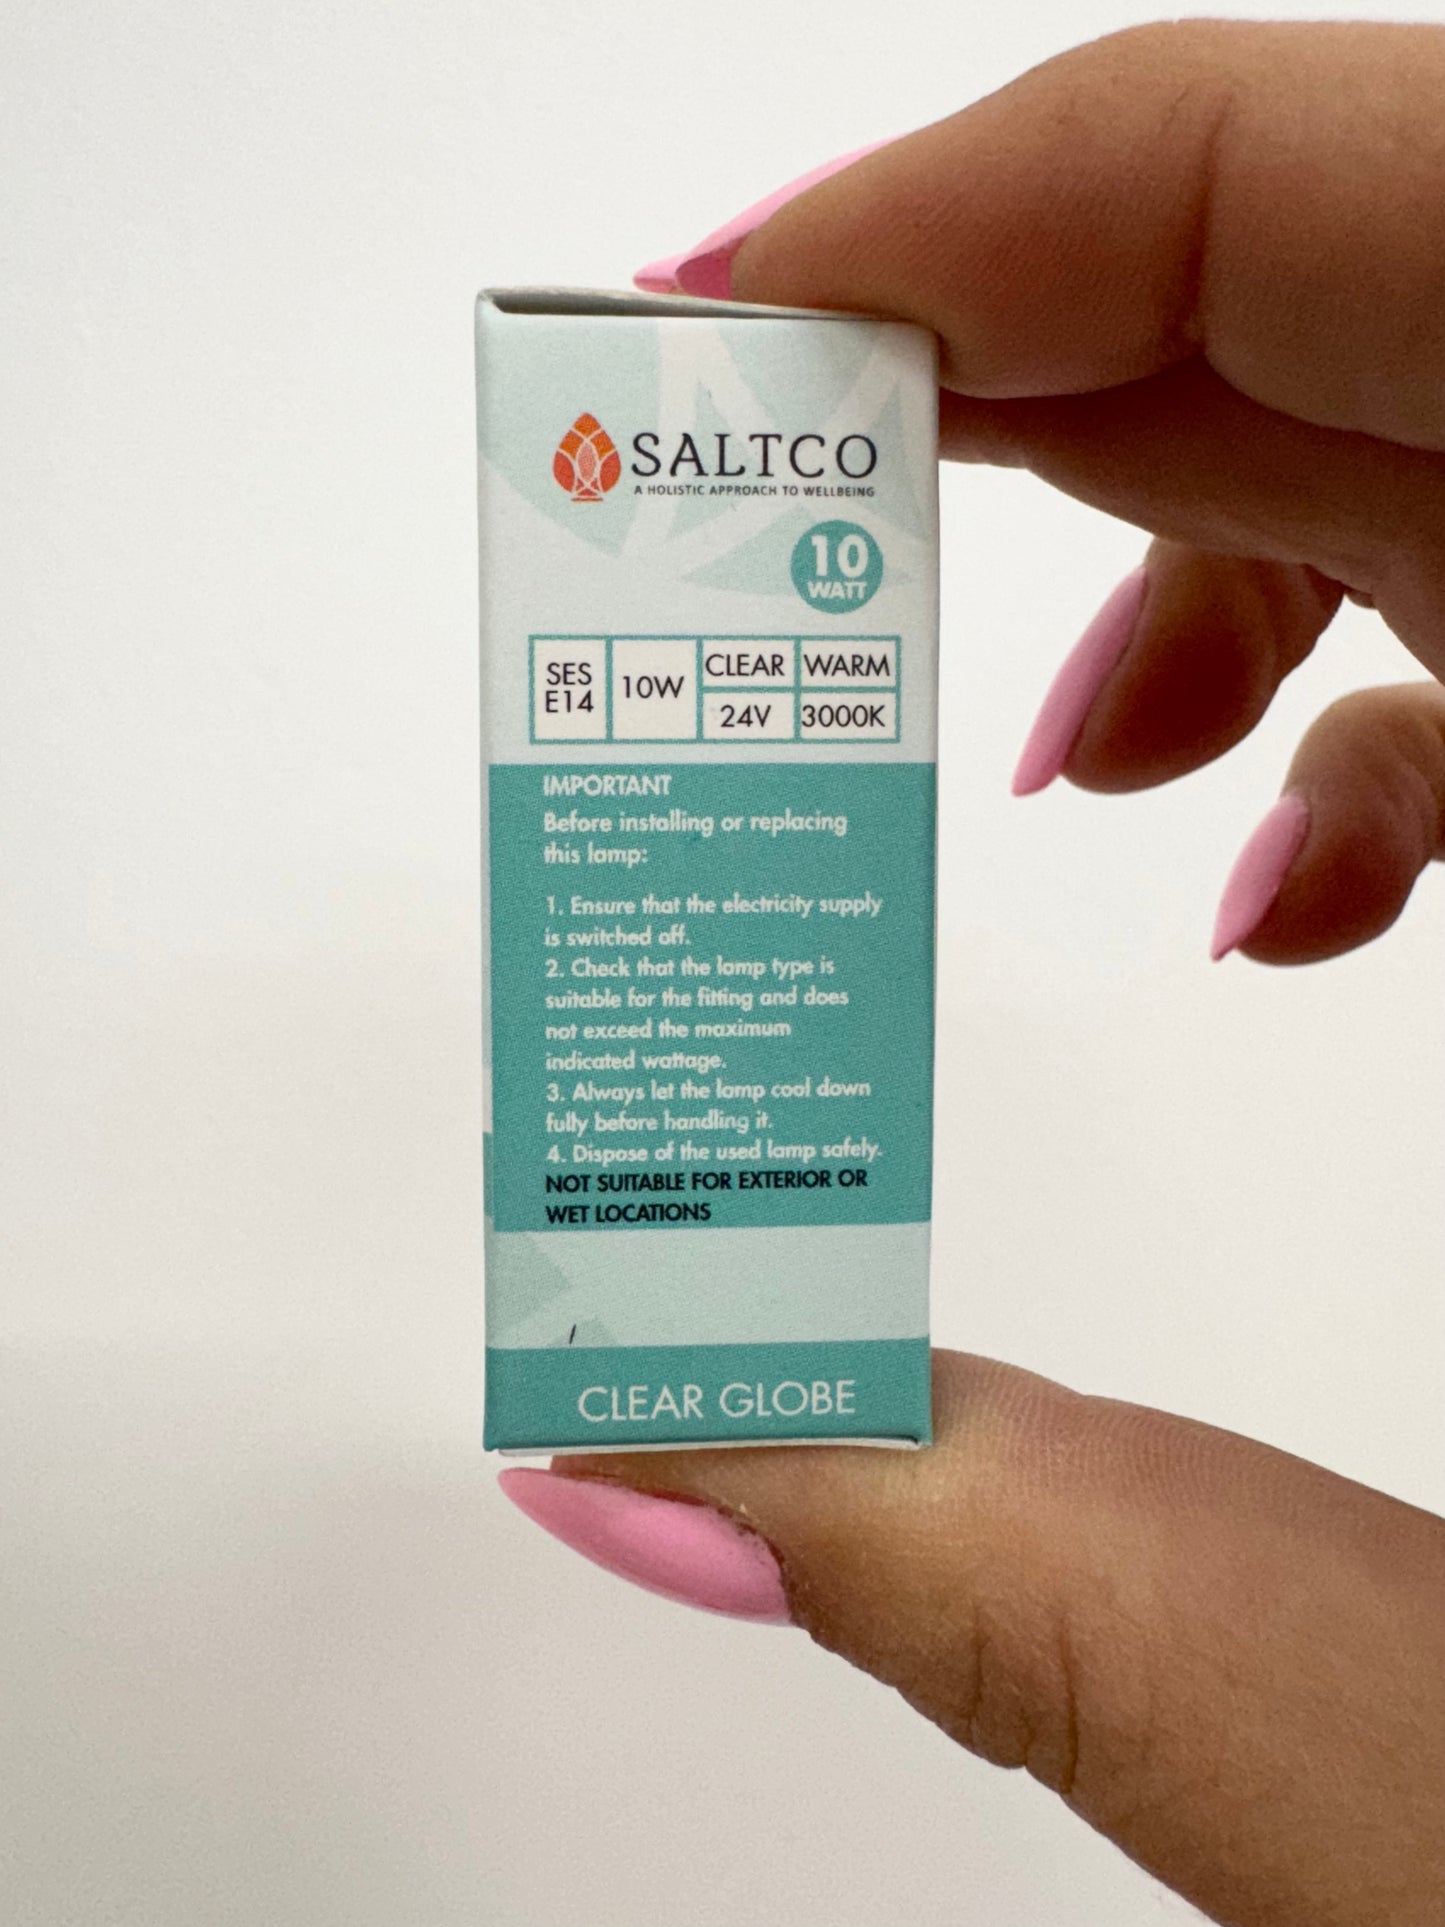 SALTCO
A HOLISTIC APPROACH TO WELLBEING
10
WATT
SES
E14
10W
CLEAR
WARM
24V
3000K
IMPORTANT
Before installing or replacing
this lamp:
1. Ensure that the electricity supply
is switched off.
2. Check that the lamp type is
suitable for the fitting and does
not exceed the maximum
indicated wattage.
3. Always let the lamp cool down
fully before handling it.
4. Dispose of the used lamp safely.
NOT SUITABLE FOR EXTERIOR OR
WET LOCATIONS
CLEAR GLOBE